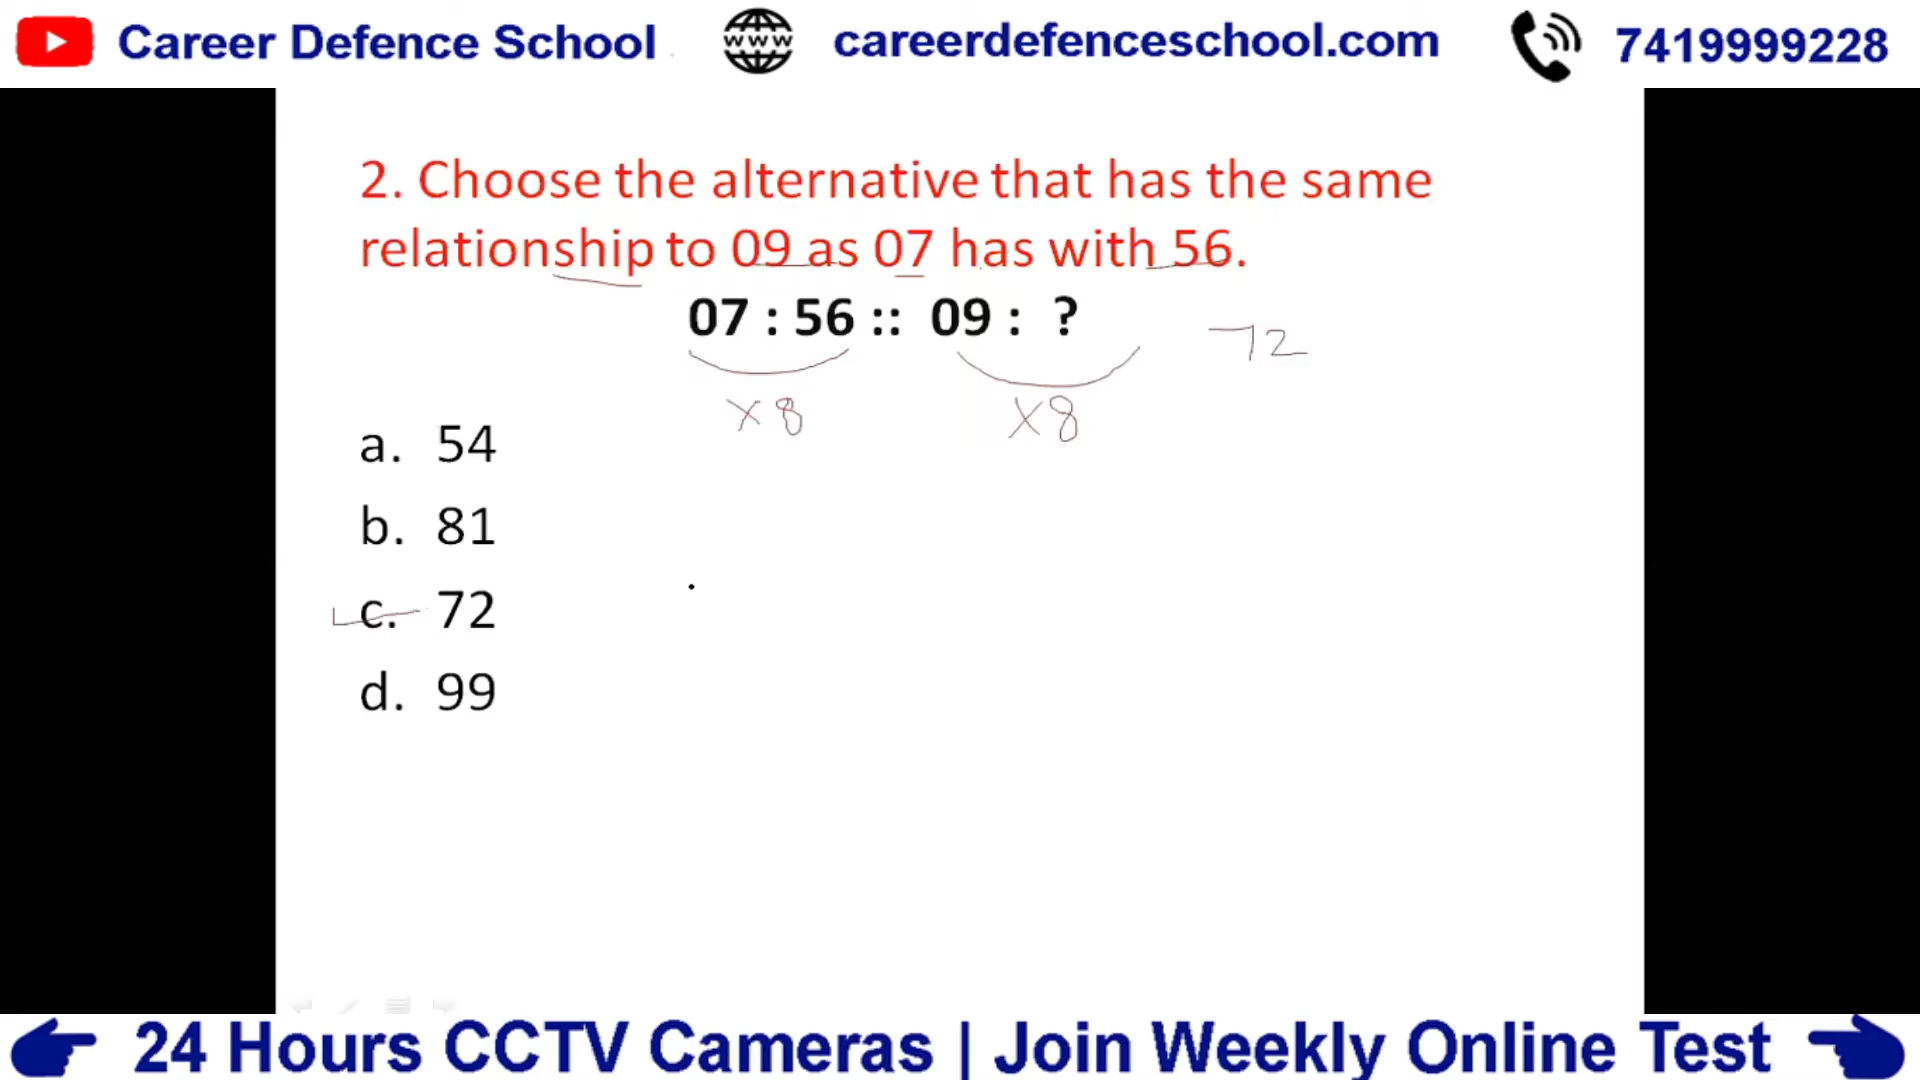 Career Defence School
www
careerdefenceschool.com
7419999228
2. Choose the alternative that has the same
relationship to 09 as 07 has with 56.
07 : 56 :: 09 : ?
72
×8 ×8
a. 54
b. 81
c. 72
d. 99
24 Hours CCTV Cameras | Join Weekly Online Test